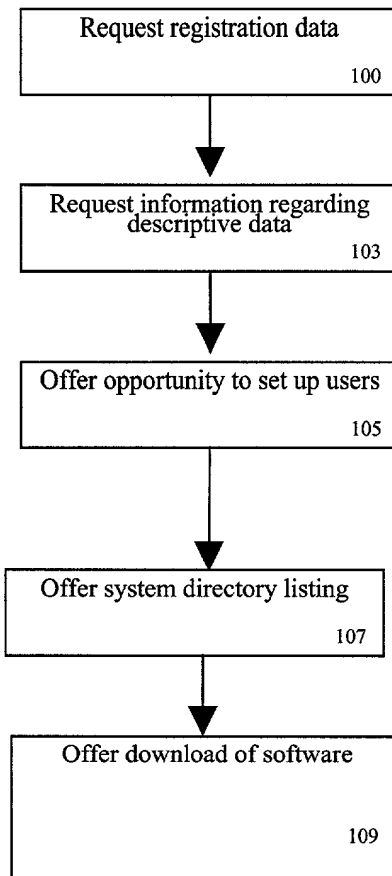 Request registration data
100
Request information regarding
descriptive data
103
Offer opportunity to set up users
105
Offer system directory listing
107
Offer download of software
109